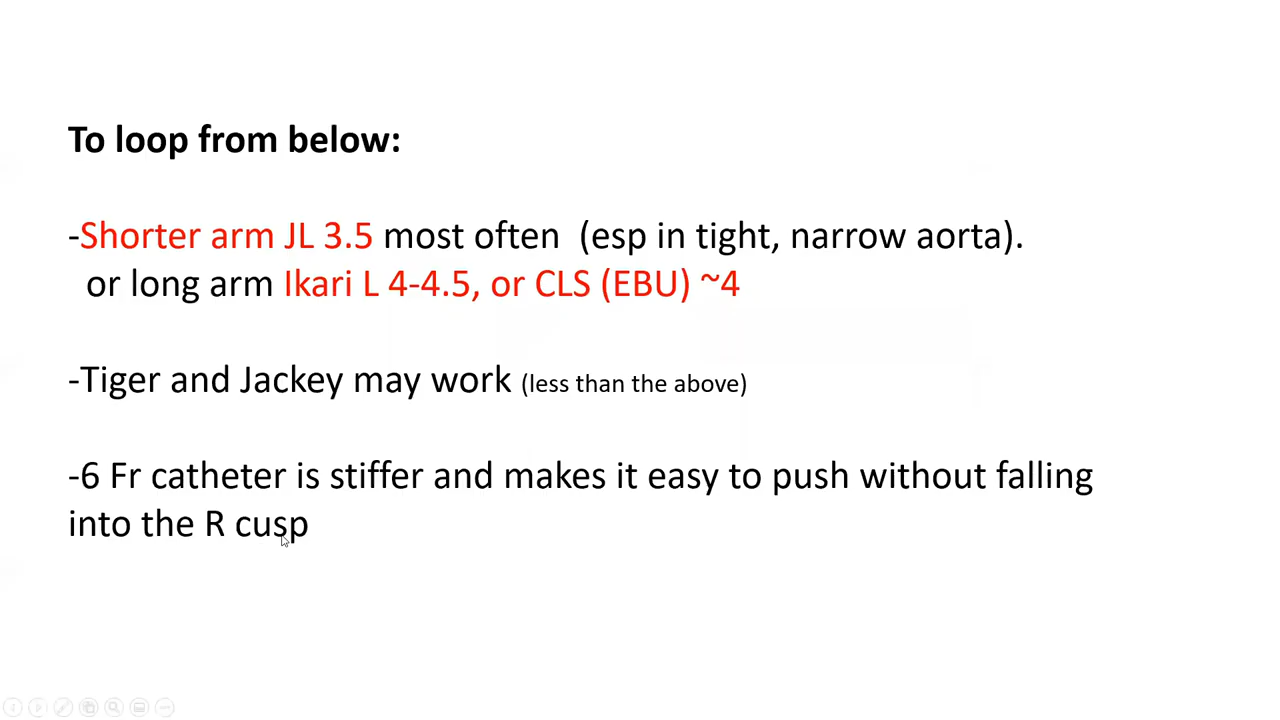 To loop from below:
-Shorter arm JL 3.5 most often  (esp in tight, narrow aorta).
or long arm Ikari L 4-4.5, or CLS (EBU) ~4
-Tiger and Jackey may work (less than the above)
-6 Fr catheter is stiffer and makes it easy to push without falling
into the R cusp